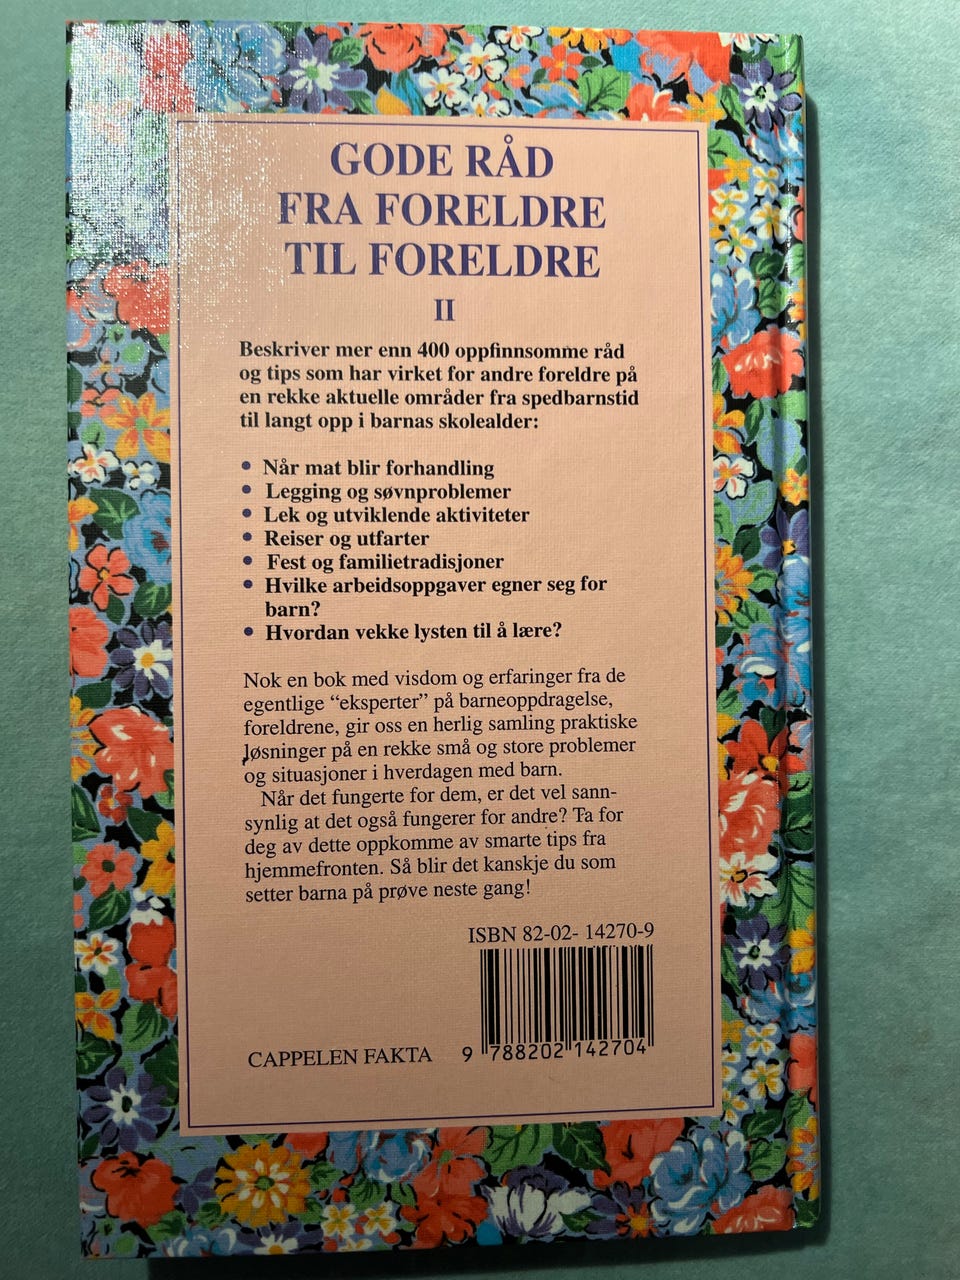 GODE RÅD
FRA FORELDRE
TIL FORELDRE
II
Beskriver mer enn 400 oppfinnsomme råd
og tips som har virket for andre foreldre på
en rekke aktuelle områder fra spedbarnstid
til langt opp i barnas skolealder:
• Når mat blir forhandling
• Legging og søvnproblemer
• Lek og utviklende aktiviteter
• Reiser og utfarter
• Fest og familietradisjoner
• Hvilke arbeidsoppgaver egner seg for
barn?
• Hvordan vekke lysten til å lære?
Nok en bok med visdom og erfaringer fra de
egentlige “eksperter” på barneoppdragelse,
foreldrene, gir oss en herlig samling praktiske
løsninger på en rekke små og store problemer
og situasjoner i hverdagen med barn.
Når det fungerte for dem, er det vel sann-
synlig at det også fungerer for andre? Ta for
deg av dette oppkomme av smarte tips fra
hjemmefronten. Så blir det kanskje du som
setter barna på prøve neste gang!
ISBN 82-02- 14270-9
CAPPELEN FAKTA
9 788202 142704